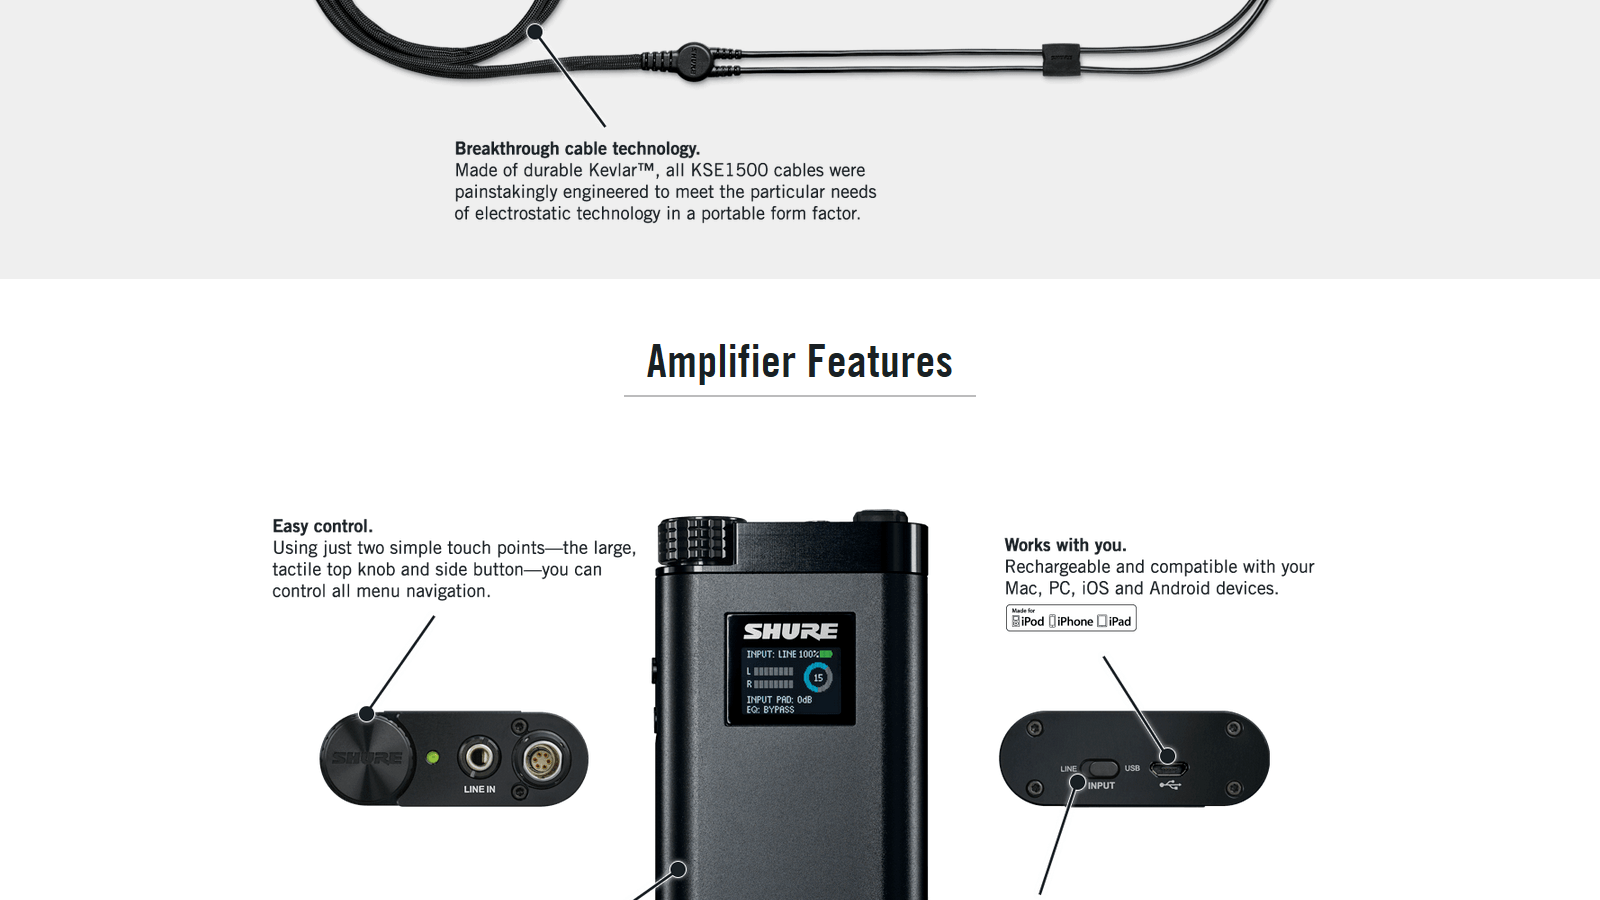 SHURE
Breakthrough cable technology.
Made of durable Kevlar™, all KSE1500 cables were
painstakingly engineered to meet the particular needs
of electrostatic technology in a portable form factor.
Amplifier Features
Easy control.
Using just two simple touch points—the large,
tactile top knob and side button—you can
control all menu navigation.
SHURE
INPUT: LINE 100%
L
R
15
INPUT PAD: 0dB
EQ: BYPASS
Works with you.
Rechargeable and compatible with your
Mac, PC, iOS and Android devices.
Made for
iPod iPhone iPad
SHURE
LINE IN
LINE USB
INPUT